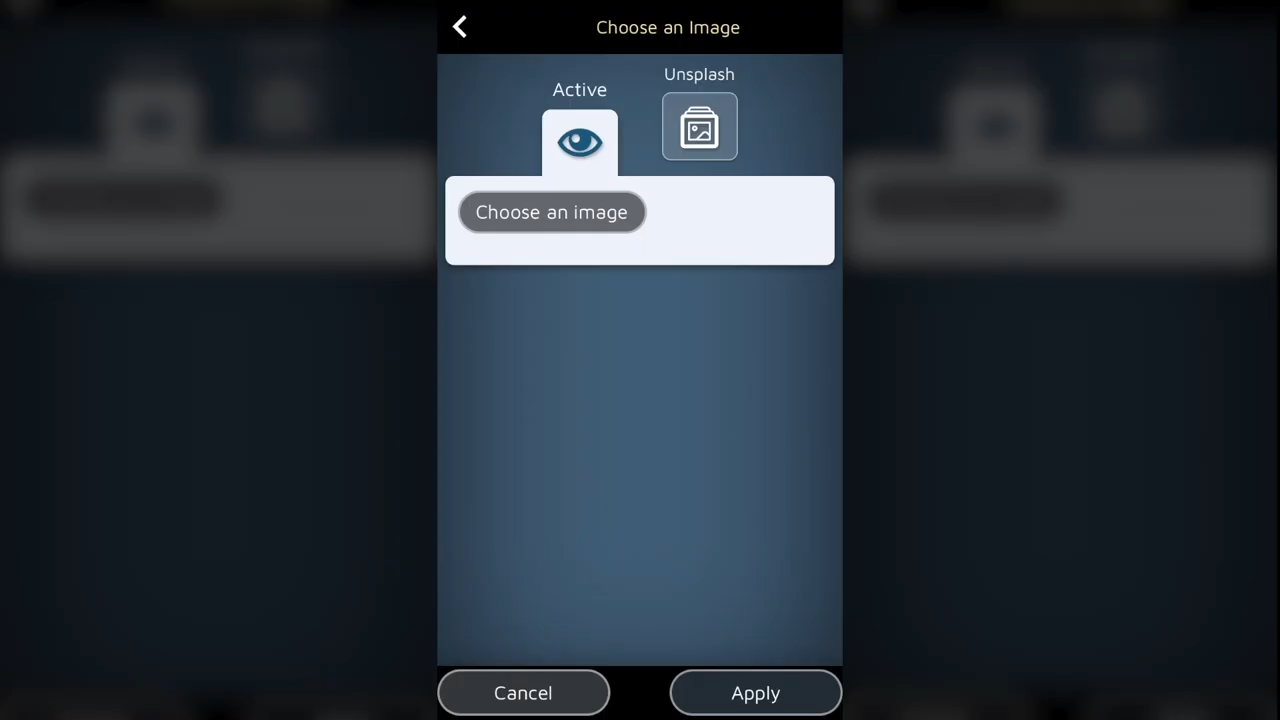 Choose an Image
Active
Unsplash
Choose an image
Cancel
Apply